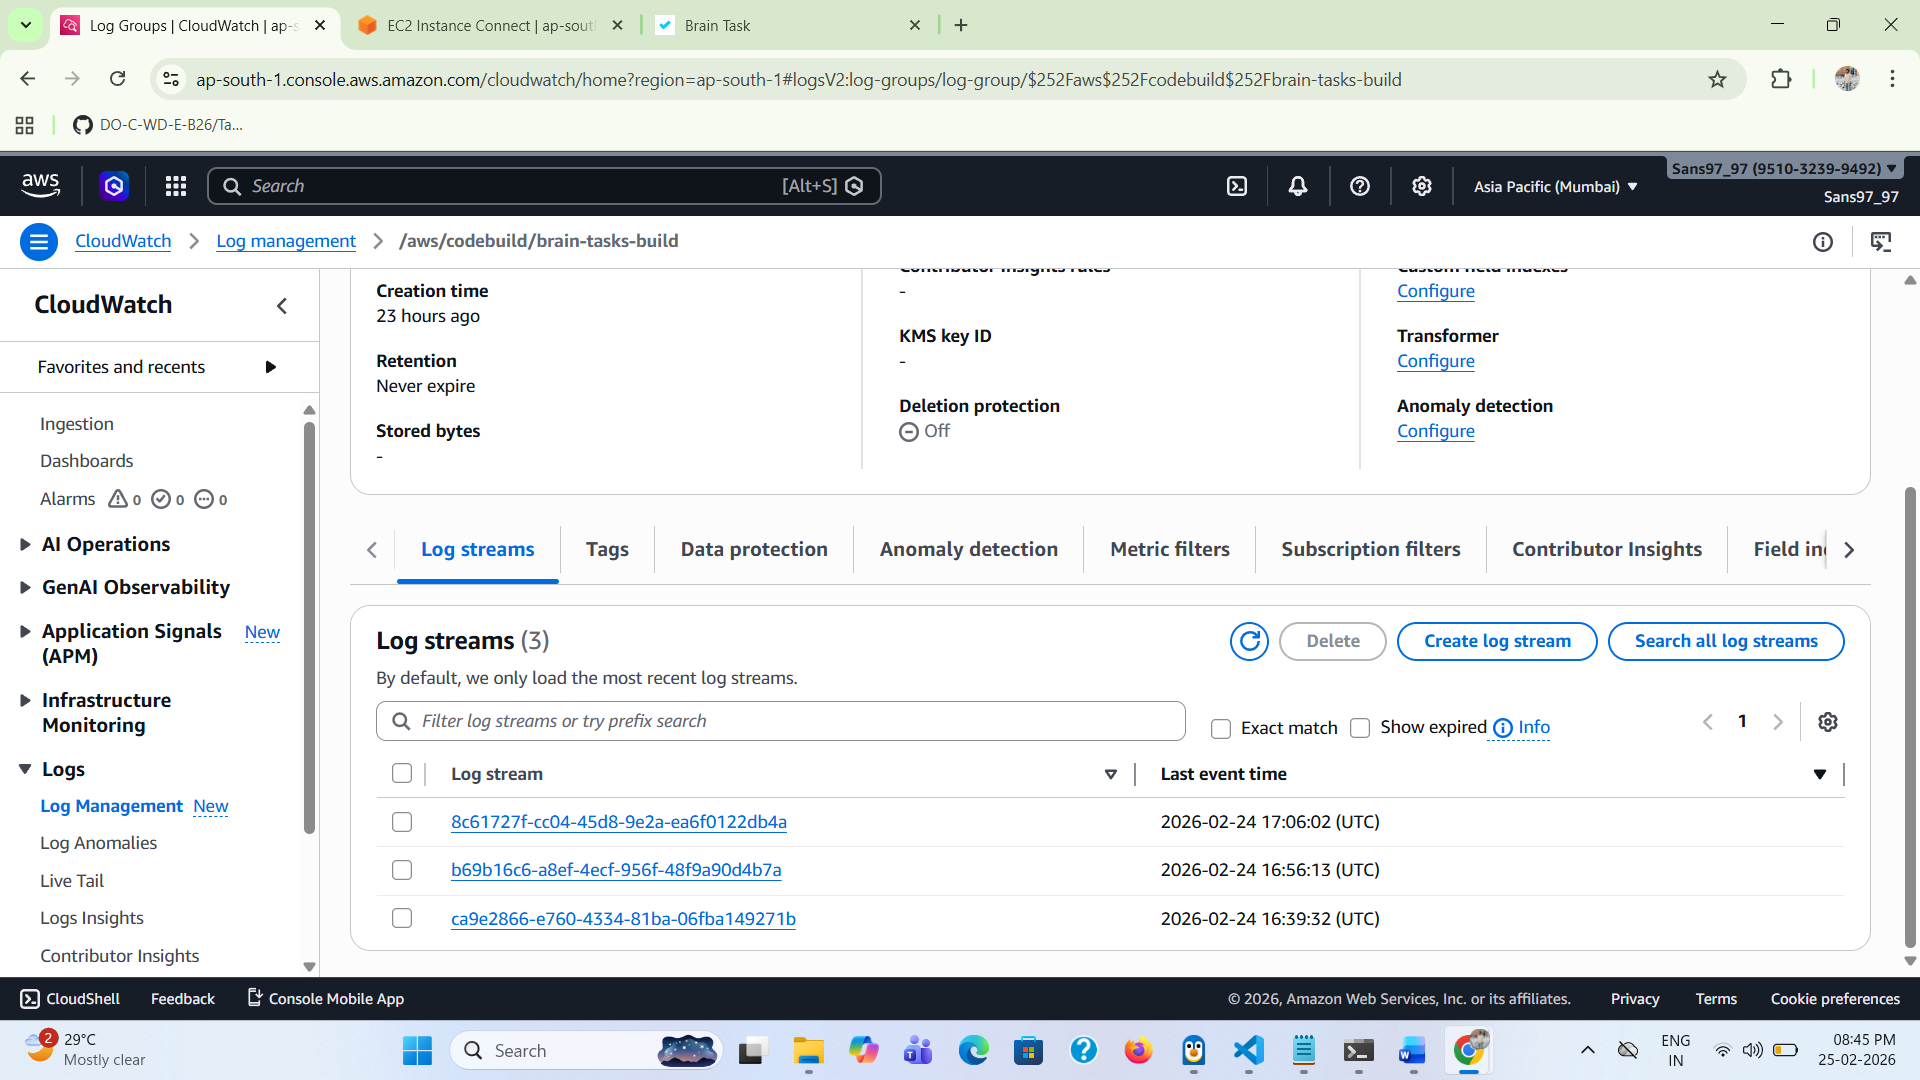 Log Groups | CloudWatch | ap-s
EC2 Instance Connect | ap-sout
Brain Task
ap-south-1.console.aws.amazon.com/cloudwatch/home?region=ap-south-1#logsV2:log-groups/log-group/$252Faws$252Fcodebuild$252Fbrain-tasks-build
DO-C-WD-E-B26/Ta...
aws
Search
[Alt+S]
Asia Pacific (Mumbai)
Sans97_97 (9510-3239-9492)
Sans97_97
CloudWatch
Log management
/aws/codebuild/brain-tasks-build
CloudWatch
Favorites and recents
Ingestion
Dashboards
Alarms 0 0 0
AI Operations
GenAI Observability
Application Signals (APM) New
Infrastructure Monitoring
Logs
Log Management New
Log Anomalies
Live Tail
Logs Insights
Contributor Insights
Creation time
23 hours ago
Retention
Never expire
Stored bytes
-
Contributor Insights rules
-
KMS key ID
-
Deletion protection
Off
Custom field indexes
Configure
Transformer
Configure
Anomaly detection
Configure
Log streams
Tags
Data protection
Anomaly detection
Metric filters
Subscription filters
Contributor Insights
Field in
Log streams (3)
Delete
Create log stream
Search all log streams
By default, we only load the most recent log streams.
Filter log streams or try prefix search
Exact match
Show expired
Info
1
Log stream
Last event time
8c61727f-cc04-45d8-9e2a-ea6f0122db4a 2026-02-24 17:06:02 (UTC)
b69b16c6-a8ef-4ecf-956f-48f9a90d4b7a 2026-02-24 16:56:13 (UTC)
ca9e2866-e760-4334-81ba-06fba149271b 2026-02-24 16:39:32 (UTC)
CloudShell
Feedback
Console Mobile App
© 2026, Amazon Web Services, Inc. or its affiliates.
Privacy
Terms
Cookie preferences
2
29°C
Mostly clear
Search
ENG
IN
08:45 PM
25-02-2026